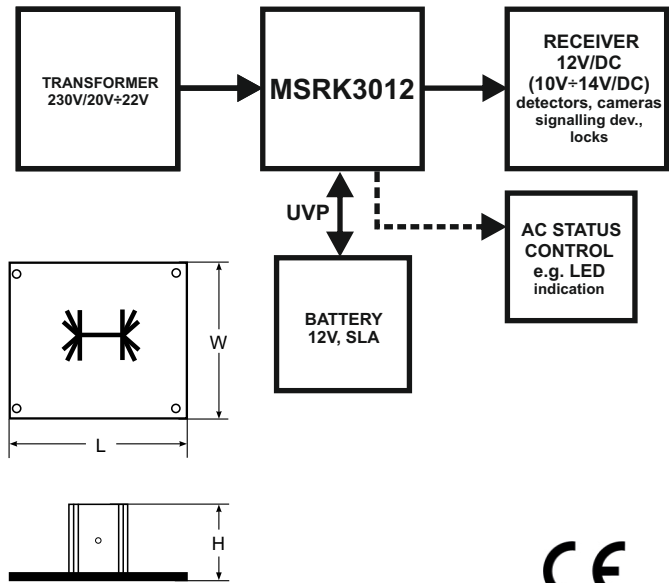 TRANSFORMER
230V/20V÷22V
MSRK3012
RECEIVER
12V/DC
(10V÷14V/DC)
detectors, cameras
signalling dev.,
locks
UVP
AC STATUS
CONTROL
e.g. LED
indication
BATTERY
12V, SLA
W
L
H
CE